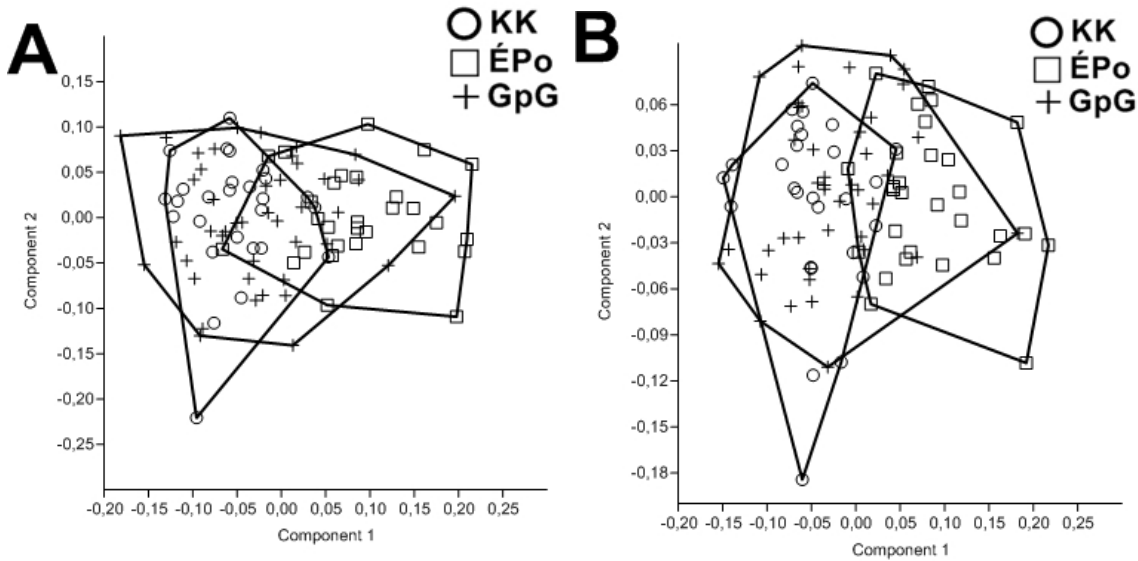 A
KK
ÉPo
GpG
0,15
0,10
0,05
0,00
-0,05
-0,10
-0,15
-0,20
-0,25
Component 2
-0,20 -0,15 -0,10 -0,05 0,00 0,05 0,10 0,15 0,20 0,25
Component 1
B
KK
ÉPo
GpG
0,06
0,03
0,00
-0,03
-0,06
-0,09
-0,12
-0,15
-0,18
Component 2
-0,20 -0,15 -0,10 -0,05 0,00 0,05 0,10 0,15 0,20 0,25
Component 1